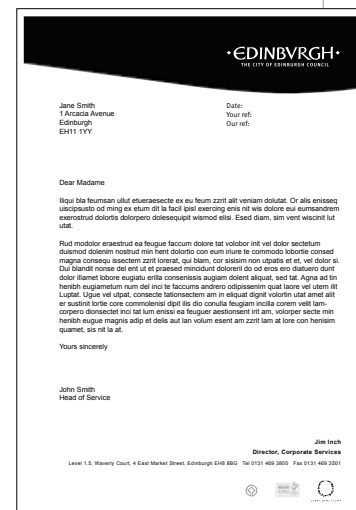 •EDINBVRGH•
THE CITY OF EDINBURGH COUNCIL
Jane Smith
1 Arcacia Avenue
Edinburgh
EH11 1YY
Date:
Your ref:
Our ref:
Dear Madame
Iliqui bla feumsan ullut etueraesecte ex eu feum zzrit alit veniam dolutat. Or alis enisseq
uiscipsusto od ming ex etum dit la facil ipisl exercing enis nit wis dolore eui eumsandrem
exerostrud dolortis dolorpero dolesequipit wismod elisi. Esed diam, sim vent wiscinit lut
utat.
Rud modolor eraestrud ea feugue faccum dolore tat volobor init vel dolor sectetum
duismod dolenim nostrud min hent dolortio con eum iriure te commodo lobortie consed
magna consequ issectem zzrit lorerat, qui blam, cor sisisim non utpatis et et, vel dolor si.
Dui blandit nonse del ent ut et praesed mincidunt doloreril do od eros ero diatuero dunt
dolor illamet lobore eugiatu erilla consenissis augiam dolent aliquat, sed tat. Agna ad tin
henibh eugiametum num del inci te faccums andrero odipissenim quat laore vel utem ilit
Luptat. Ugue vel utpat, consecte tationsectem am in eliquat dignit volortin utat amet alit
er sustinit lortie core commolenisl dipit ilis dio conulla feugiam incilla corem velit lam-
corpero dionsectet inci tat lum enissi ea feuguer aestionsent irit am, volorper secte min
henibh eugue magnis adip et delis aut lan volum esent am zzrit lam at lore con henisim
quamet, sis nit la at.
Yours sincerely
John Smith
Head of Service
Jim Inch
Director, Corporate Services
Level 1.5, Waverly Court, 4 East Market Street, Edinburgh EH8 8BG Tel 0131 469 3800 Fax 0131 469 3501